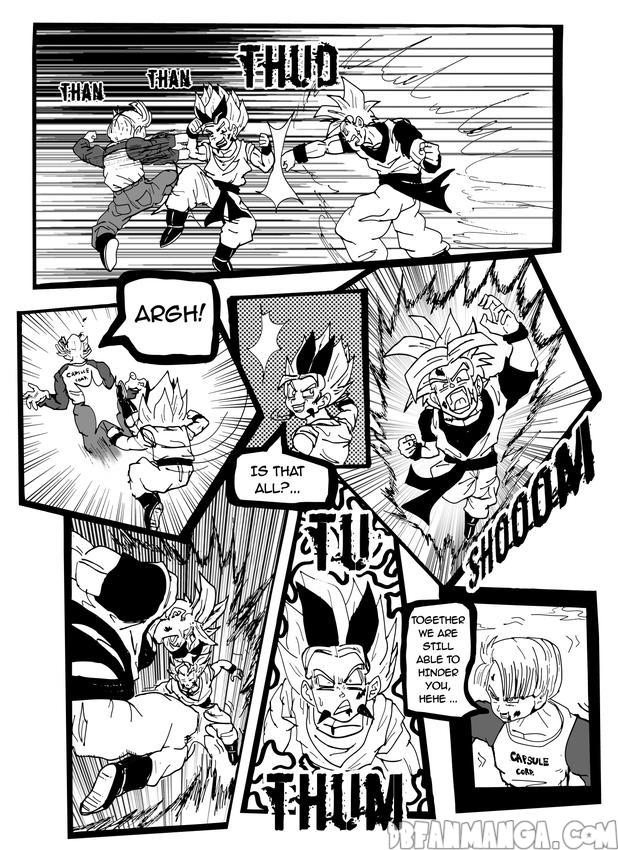 THAN
THAN
THUD
ARGH!
CAPSULE
CORP.
IS THAT
ALL?...
SHOOOM
TU
THUM
TOGETHER
WE ARE
STILL
ABLE TO
HINDER
YOU,
HEHE ...
CAPSULE
CORP.
DBFANMANGA.COM